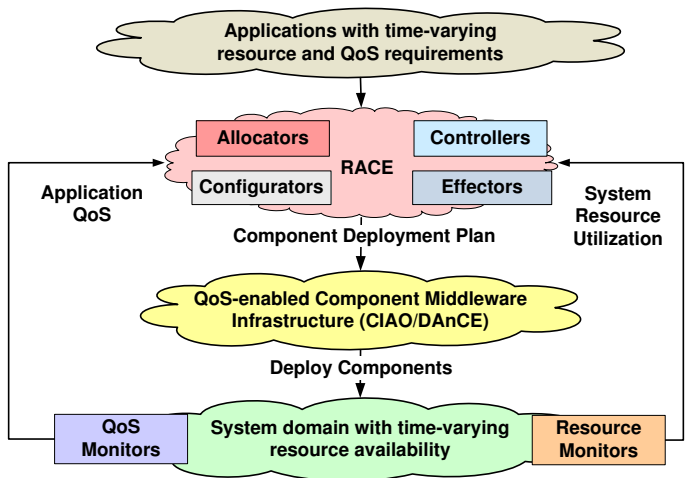 Applications with time-varying
resource and QoS requirements
Allocators
Controllers
RACE
Configurators
Effectors
Application
QoS
System
Resource
Utilization
Component Deployment Plan
QoS-enabled Component Middleware
Infrastructure (CIAO/DAnCE)
Deploy Components
QoS
Monitors
System domain with time-varying
resource availability
Resource
Monitors